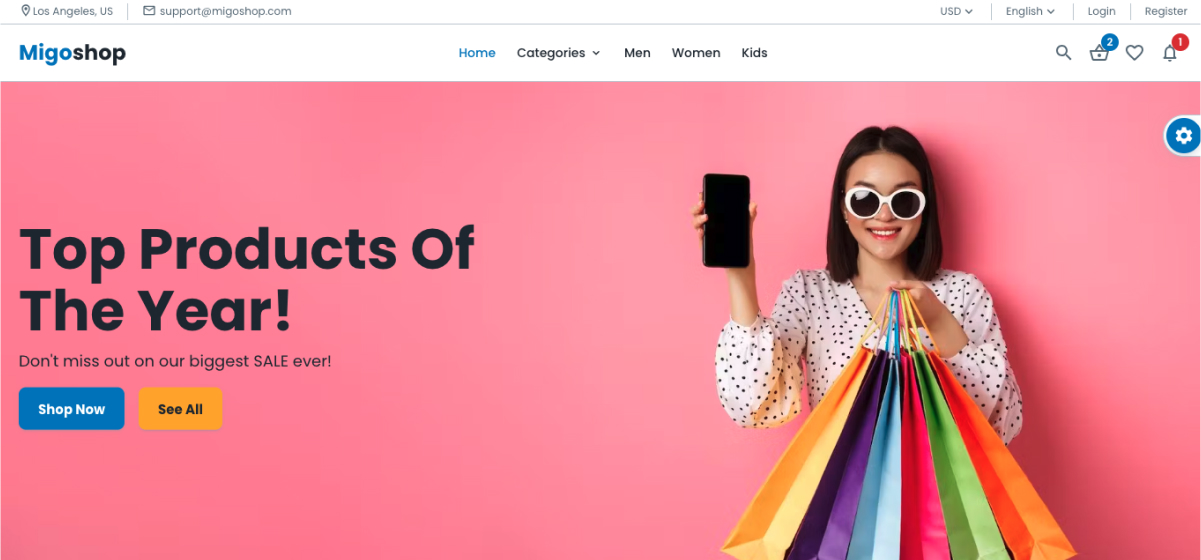 Los Angeles, US support@migoshop.com USD English Login Register
Migoshop Home Categories Men Women Kids 2 1
Top Products Of
The Year!
Don't miss out on our biggest SALE ever!
Shop Now See All